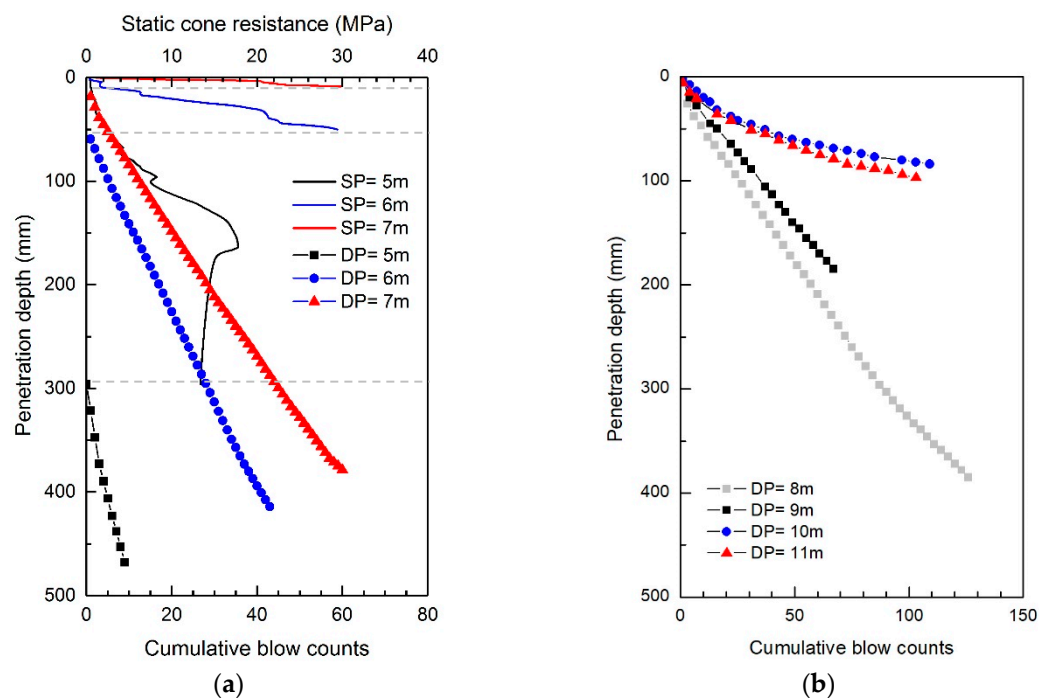 Static cone resistance (MPa)
0 10 20 30 40
0
100
200
300
400
500
Penetration depth (mm)
SP= 5m
SP= 6m
SP= 7m
DP= 5m
DP= 6m
DP= 7m
0 20 40 60 80
Cumulative blow counts
(a)
0
100
200
300
400
500
Penetration depth (mm)
DP= 8m
DP= 9m
DP= 10m
DP= 11m
0 50 100 150
Cumulative blow counts
(b)